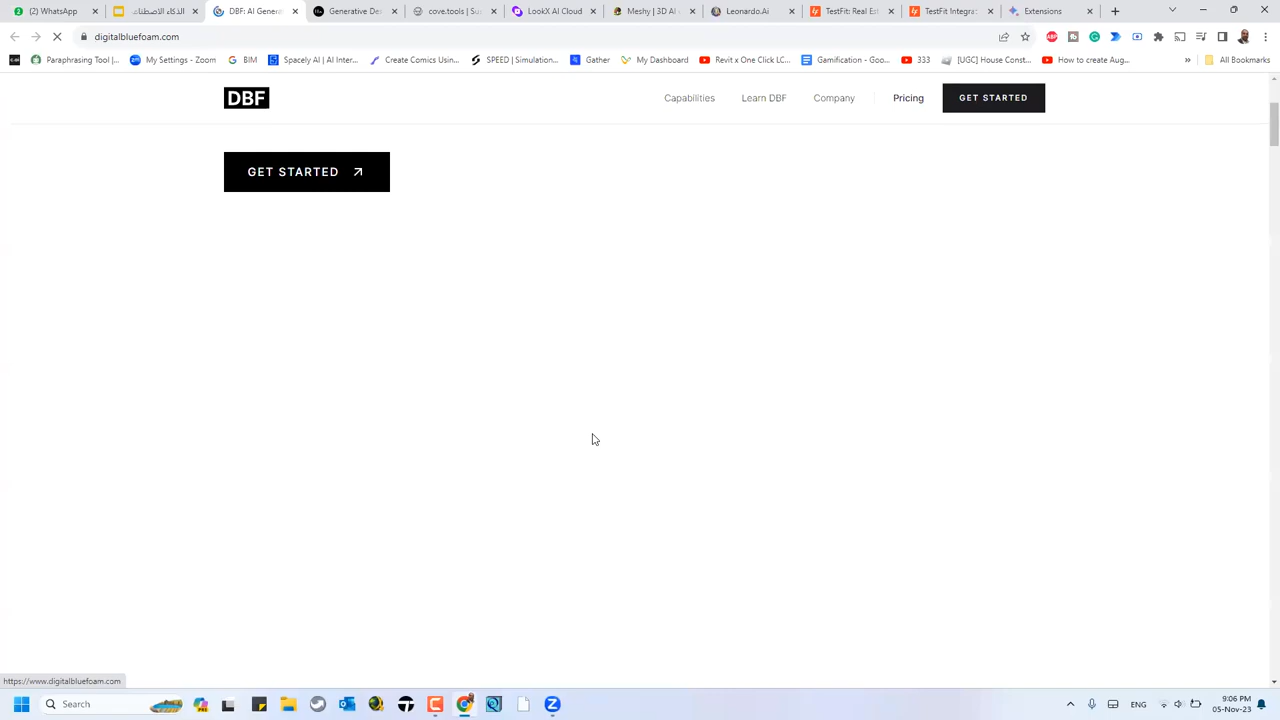 (2) WhatsApp
الذكاء الاصطناعـ
DBF: AI Gener
Generative Des
cove.tools | Su
LookX AI Cloud
Meshy | 3D AI
Leonardo.Ai
TestFit: Real Es
TestFit Integra
Extensions
digitalbluefoam.com
Paraphrasing Tool |...
My Settings - Zoom
BIM
Spacely AI | AI Inter...
Create Comics Usin...
SPEED | Simulation...
Gather
My Dashboard
Revit x One Click LC...
Gamification - Goo...
333
[UGC] House Const...
How to create Aug...
»
All Bookmarks
DBF
Capabilities
Learn DBF
Company
Pricing
GET STARTED
GET STARTED
https://www.digitalbluefoam.com
Search
ENG
9:06 PM
05-Nov-23